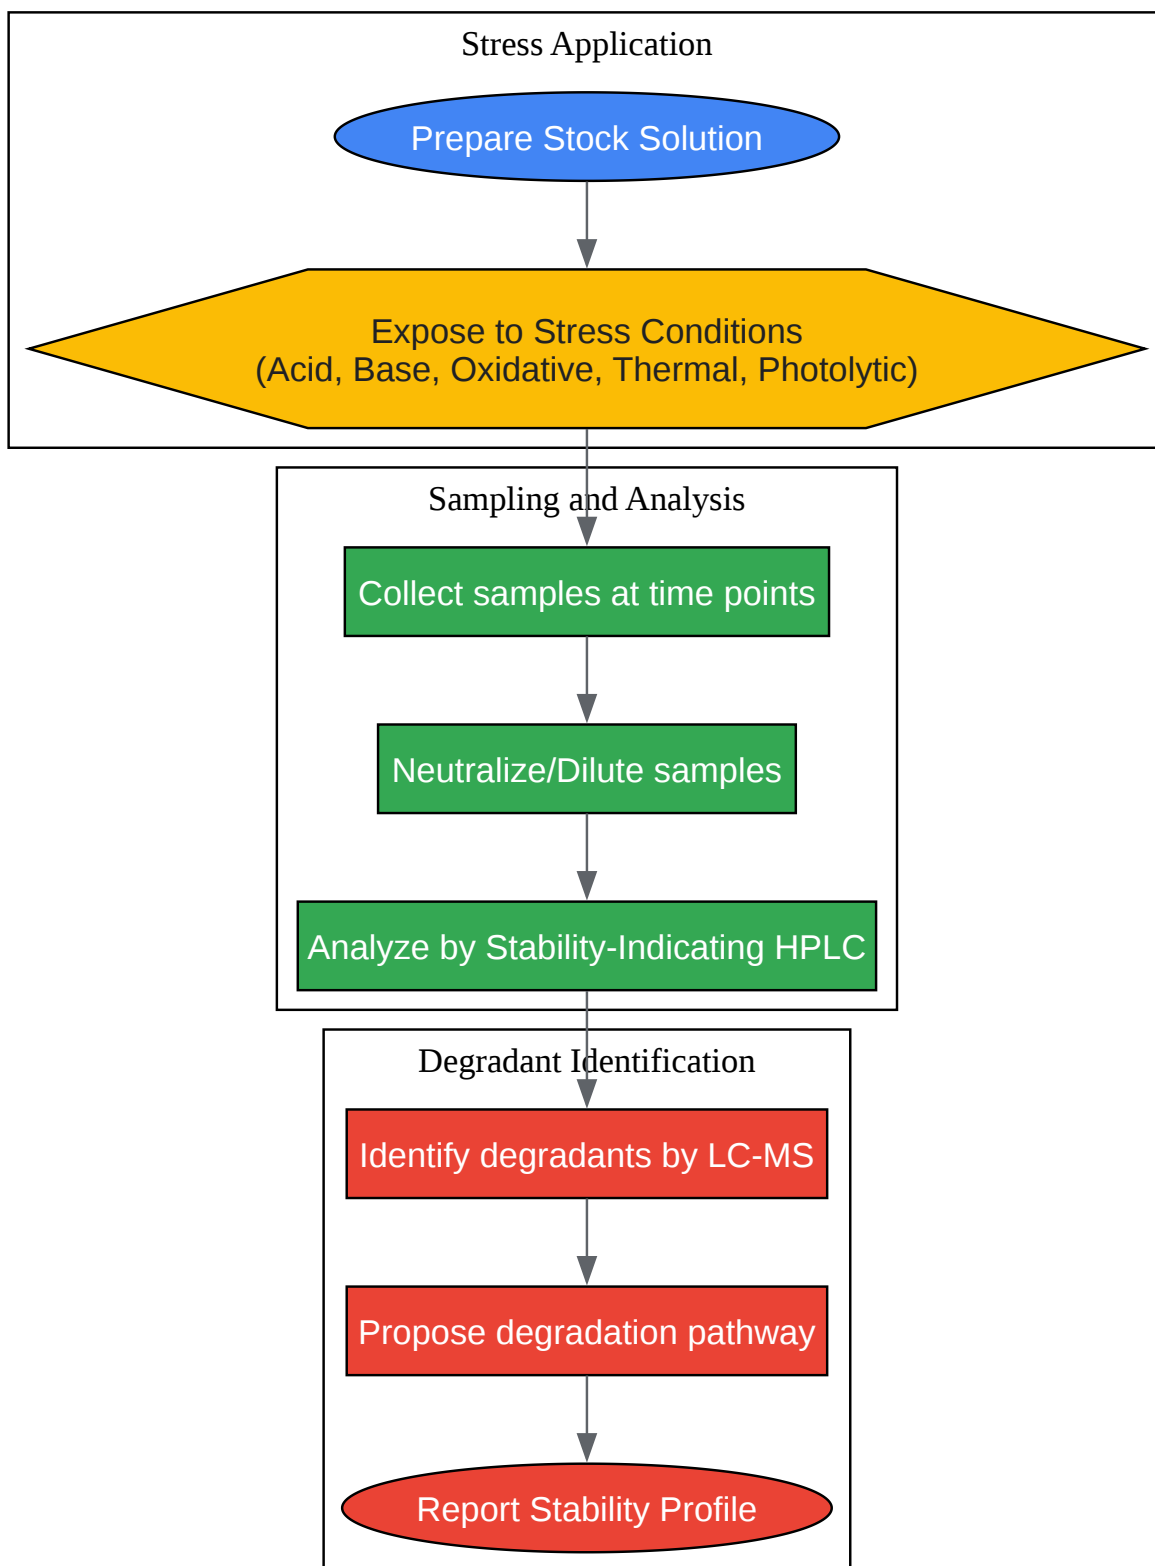 Stress Application
Prepare Stock Solution
Expose to Stress Conditions
(Acid, Base, Oxidative, Thermal, Photolytic)
Sampling and Analysis
Collect samples at time points
Neutralize/Dilute samples
Analyze by Stability-Indicating HPLC
Degradant Identification
Identify degradants by LC-MS
Propose degradation pathway
Report Stability Profile